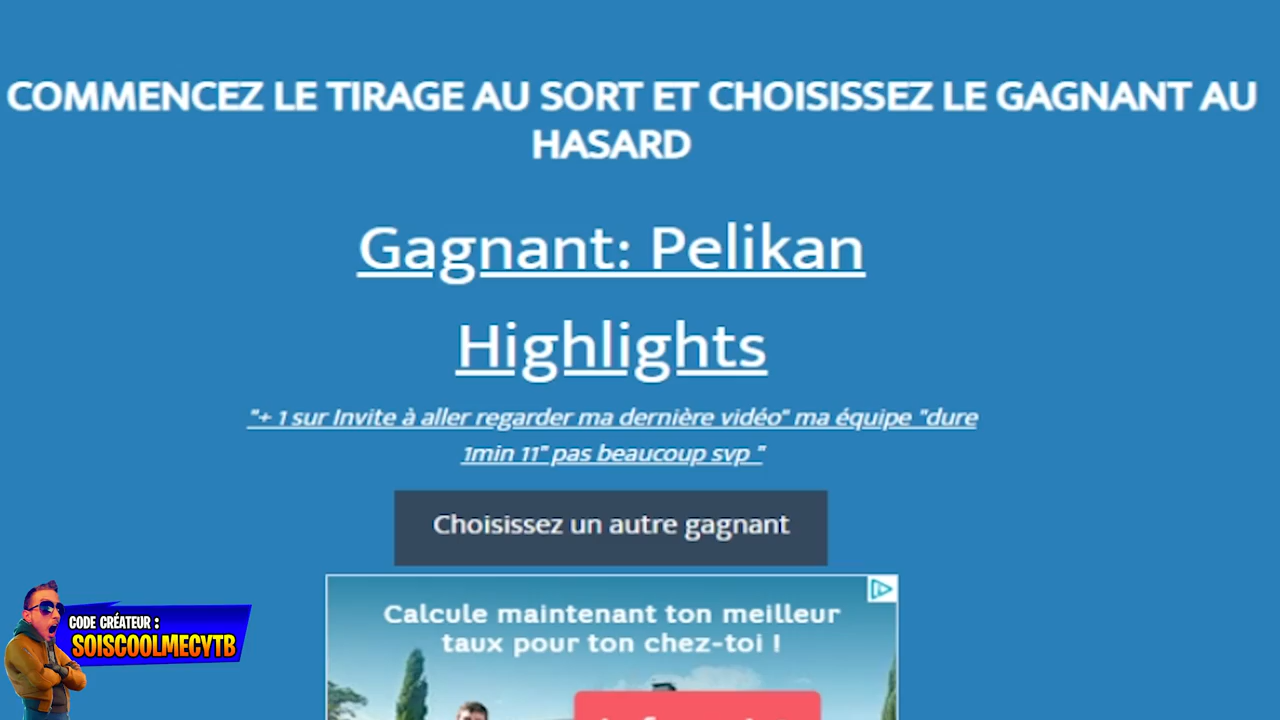 COMMENCEZ LE TIRAGE AU SORT ET CHOISISSEZ LE GAGNANT AU
HASARD
Gagnant: Pelikan
Highlights
"+ 1 sur Invite à aller regarder ma dernière vidéo" ma équipe "dure
1min 11" pas beaucoup svp "
Choisissez un autre gagnant
Calcule maintenant ton meilleur
taux pour ton chez-toi !
CODE CRÉATEUR :
SOISCOOLMECYTB